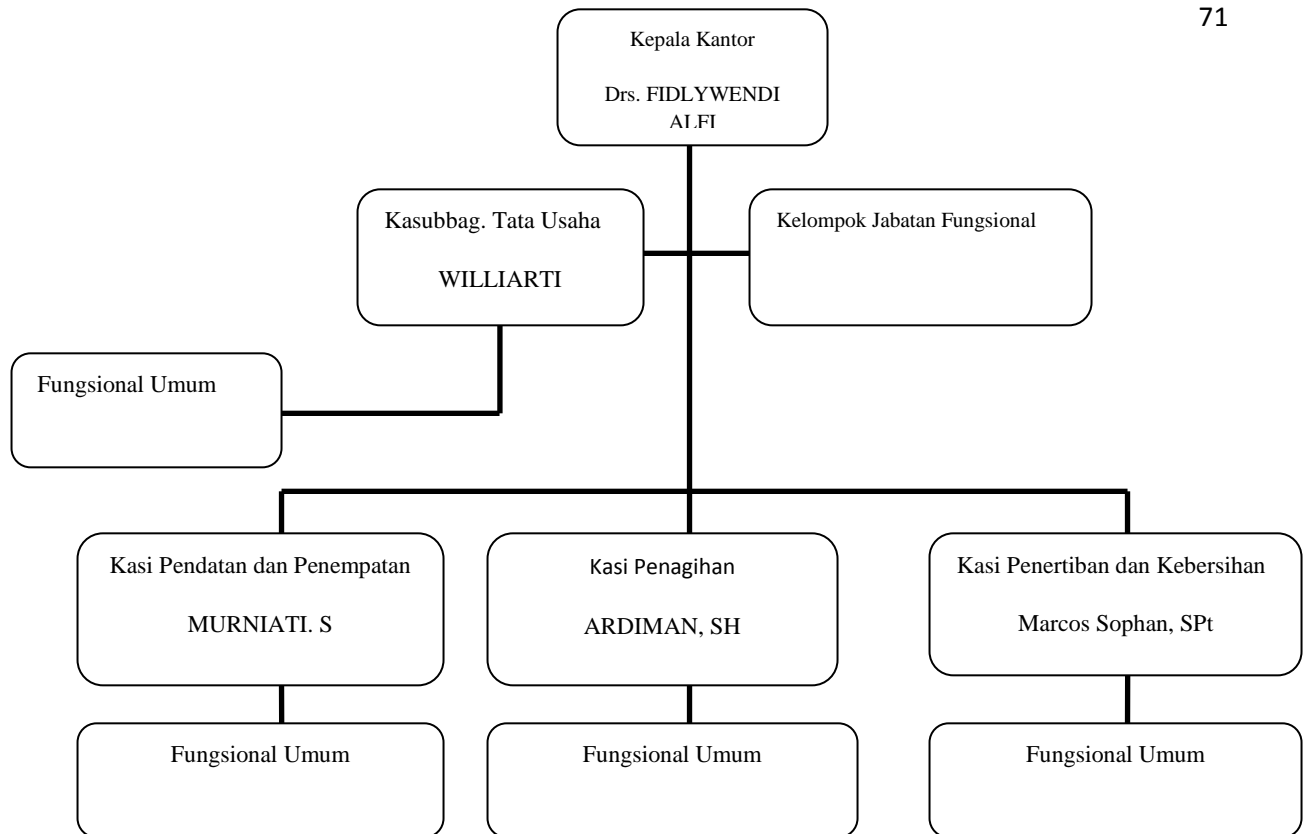 71
Kepala Kantor
Drs. FIDLYWENDI
ALFI
Kasubbag. Tata Usaha
WILLIARTI
Kelompok Jabatan Fungsional
Fungsional Umum
Kasi Pendatan dan Penempatan
MURNIATI. S
Kasi Penagihan
ARDIMAN, SH
Kasi Penertiban dan Kebersihan
Marcos Sophan, SPt
Fungsional Umum
Fungsional Umum
Fungsional Umum